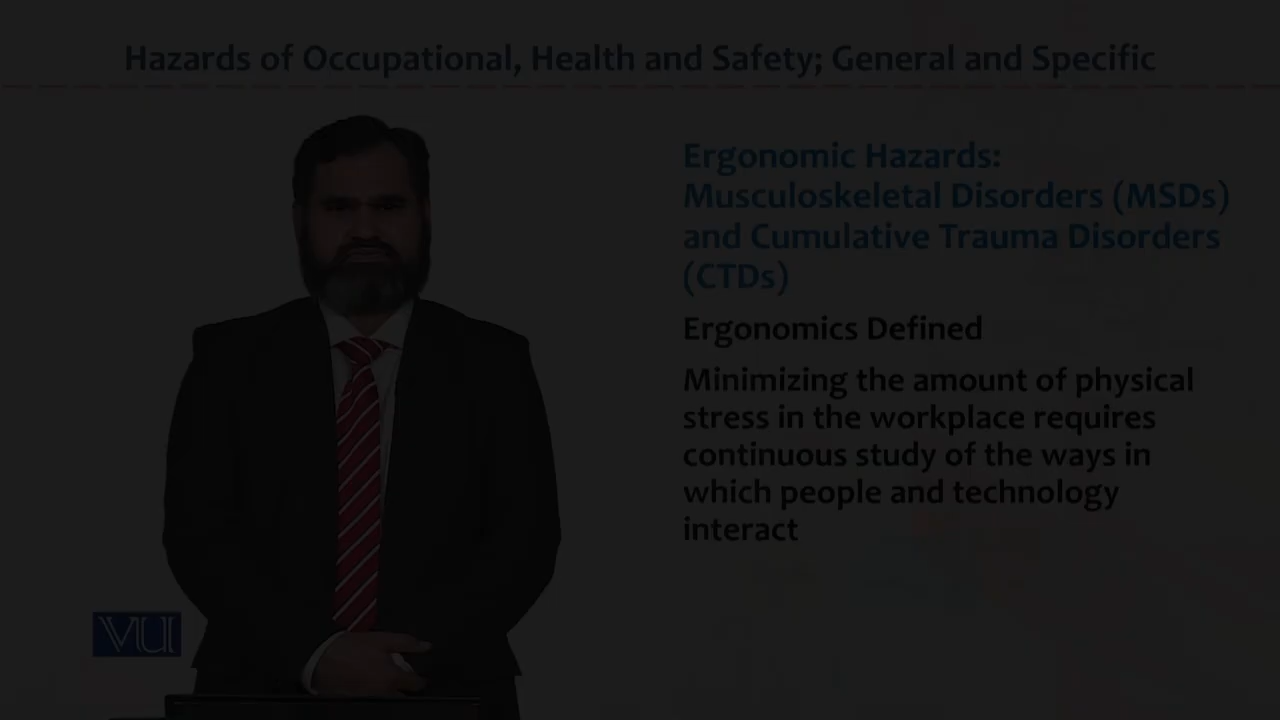 Hazards of Occupational, Health and Safety; General and Specific
Ergonomic Hazards:
Musculoskeletal Disorders (MSDs)
and Cumulative Trauma Disorders
(CTDs)
Ergonomics Defined
Minimizing the amount of physical
stress in the workplace requires
continuous study of the ways in
which people and technology
interact
VU